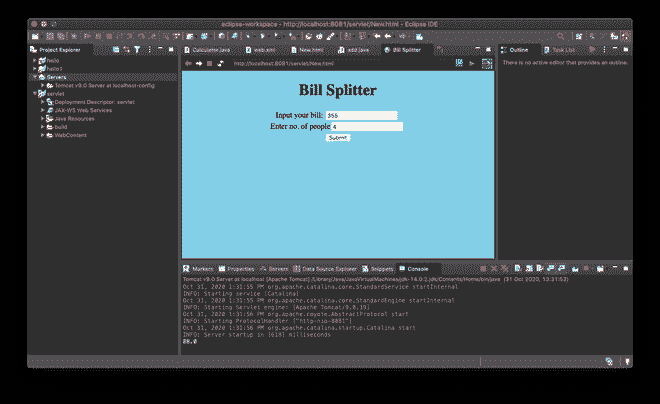 eclipse-workspace - http://localhost:8081/servlet/New.html - Eclipse IDE
Project Explorer
Calculator.java
web.xml
New.html
add.java
Bill Splitter
Outline
Task List
hello
hello1
Servers
Tomcat v9.0 Server at localhost-config
servlet
Deployment Descriptor: servlet
JAX-WS Web Services
Java Resources
build
WebContent
http://localhost:8081/servlet/New.html
There is no active editor that provides an outline.
Bill Splitter
Input your bill:
Enter no. of people 4
Submit
Markers
Properties
Servers
Data Source Explorer
Snippets
Console
Tomcat v9.0 Server at localhost [Apache Tomcat] /Library/Java/JavaVirtualMachines/jdk-14.0.2.jdk/Contents/Home/bin/java (31 Oct 2020, 13:31:52)
Oct 31, 2020 1:31:55 PM org.apache.catalina.core.StandardService startInternal
INFO: Starting service [Catalina]
Oct 31, 2020 1:31:55 PM org.apache.catalina.core.StandardEngine startInternal
INFO: Starting Servlet engine: [Apache Tomcat/9.0.19]
Oct 31, 2020 1:31:56 PM org.apache.coyote.AbstractProtocol start
INFO: Starting ProtocolHandler ["http-nio-8081"]
Oct 31, 2020 1:31:56 PM org.apache.catalina.startup.Catalina start
INFO: Server startup in [618] milliseconds